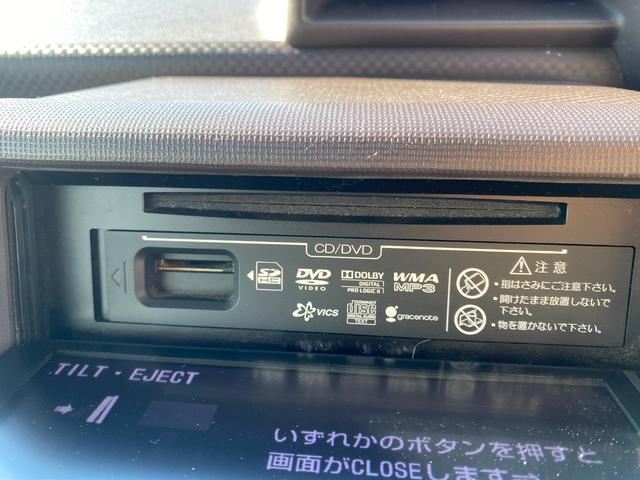 CD/DVD
SD HC
DVD VIDEO
DOLBY DIGITAL PRO LOGIC II
WMA MP3
VICS
COMPACT disc DIGITAL AUDIO TEXT
gracenote
注意
・指はさみにご注意下さい。
・開けたまま放置しないで
下さい。
・物を置かないで下さい。
TILT・EJECT
いずれかのボタンを押すと
画面がCLOSEします